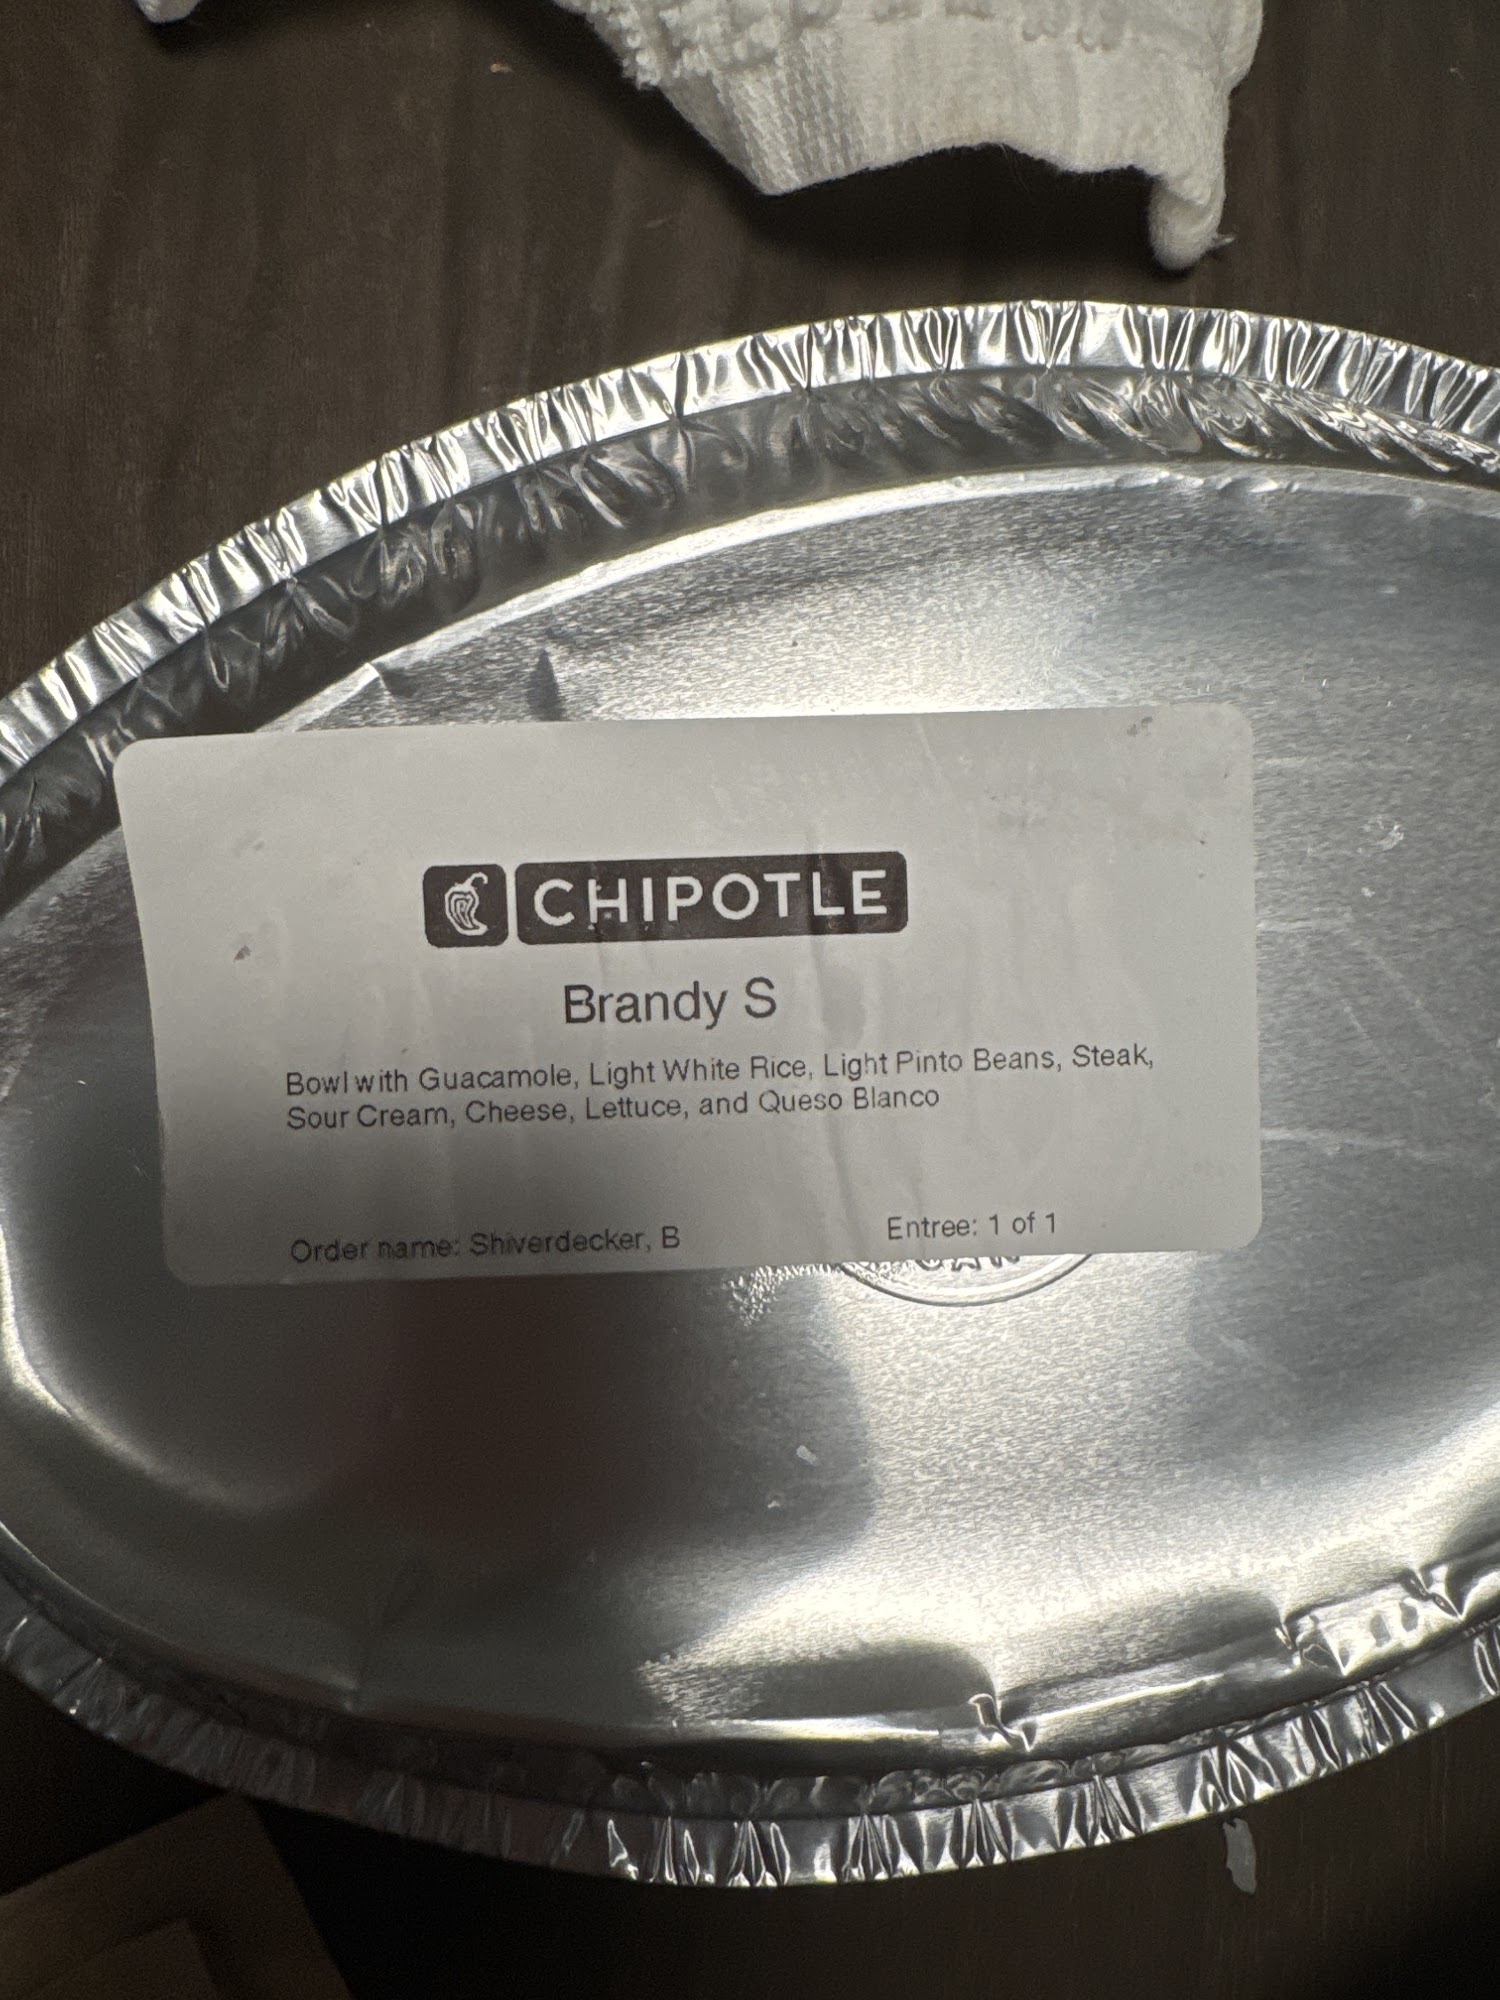 CHIPOTLE
Brandy S
Bowl with Guacamole, Light White Rice, Light Pinto Beans, Steak,
Sour Cream, Cheese, Lettuce, and Queso Blanco
Order name: Shiverdecker, B
Entree: 1 of 1